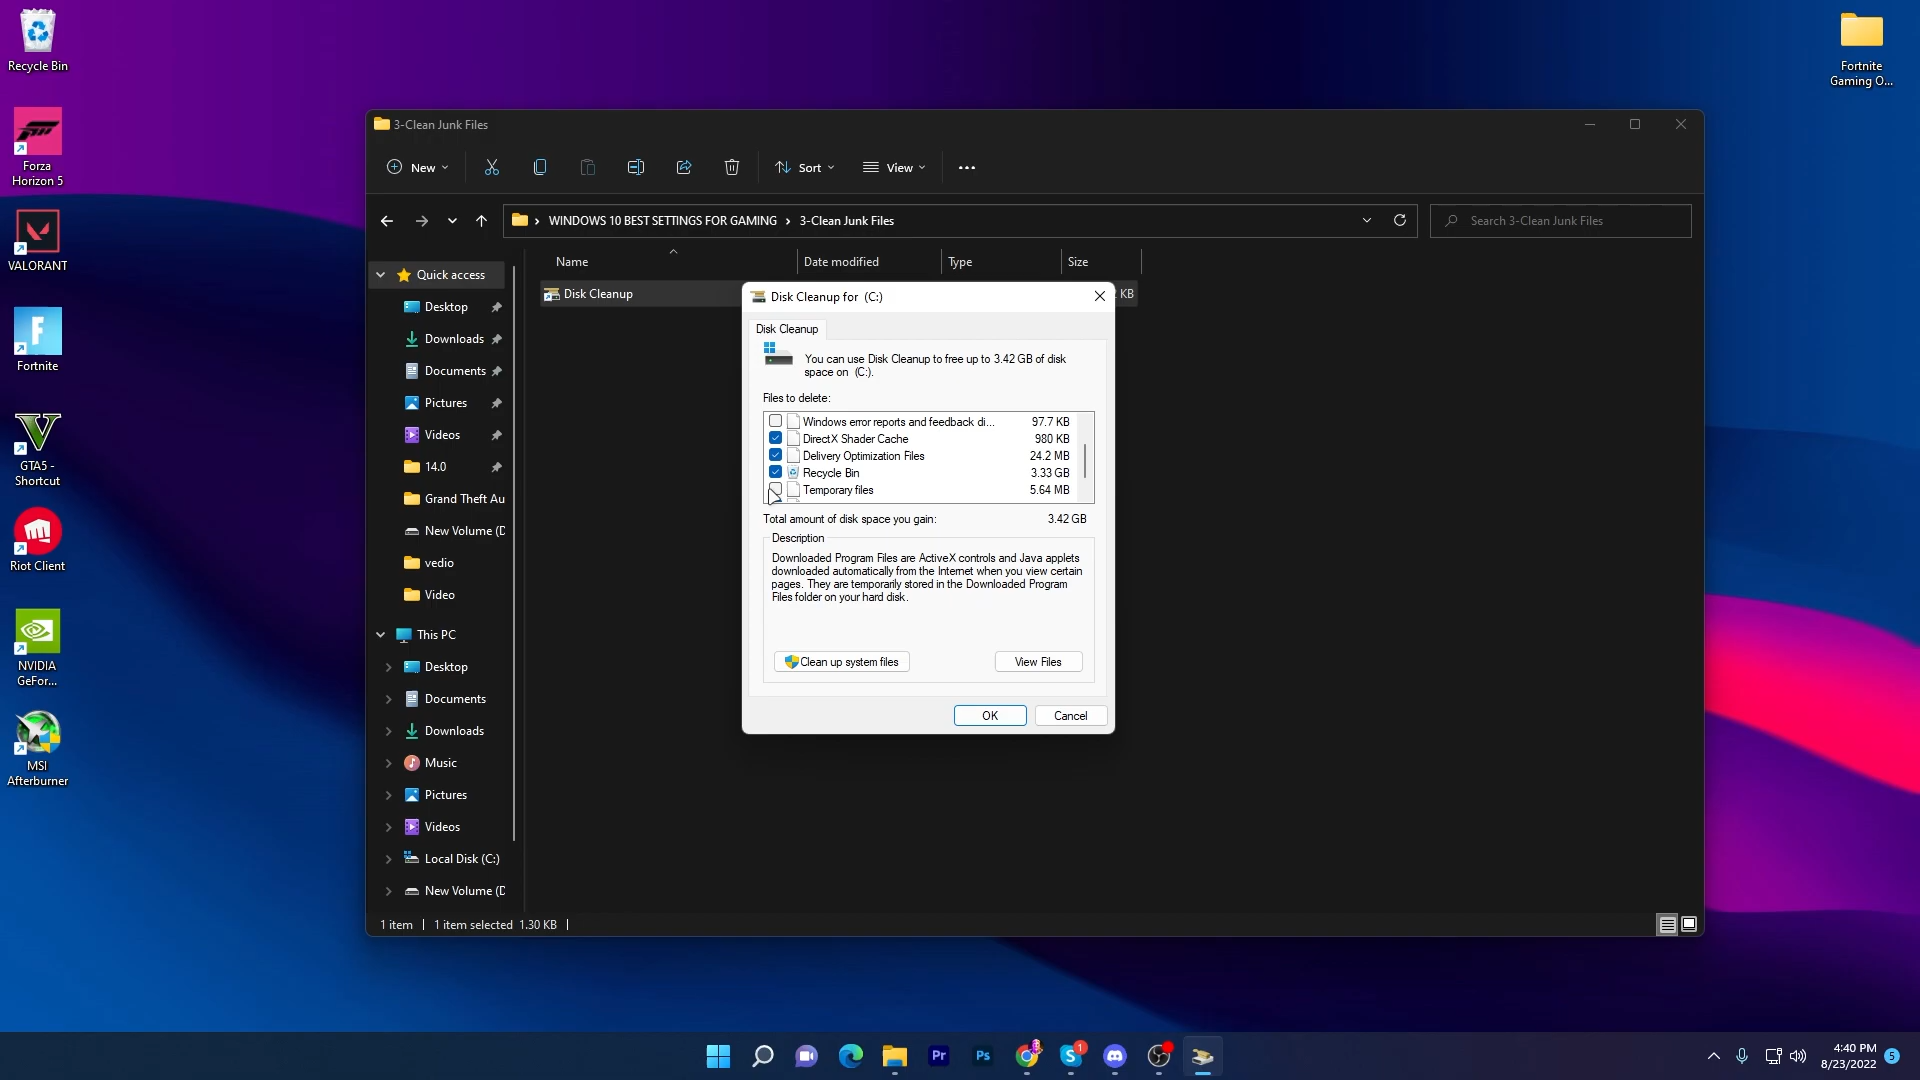 Recycle Bin
Forza
Horizon 5
VALORANT
Fortnite
GTA5 -
Shortcut
Riot Client
NVIDIA
GeFor...
MSI
Afterburner
Fortnite
Gaming O...
3-Clean Junk Files
New
Sort
View
WINDOWS 10 BEST SETTINGS FOR GAMING > 3-Clean Junk Files
Search 3-Clean Junk Files
Name
Date modified
Type
Size
Disk Cleanup
KB
Quick access
Desktop
Downloads
Documents
Pictures
Videos
14.0
Grand Theft Au
New Volume (D
vedio
Video
This PC
Desktop
Documents
Downloads
Music
Pictures
Videos
Local Disk (C:)
New Volume (D
1 item
1 item selected 1.30 KB
Disk Cleanup for (C:)
Disk Cleanup
You can use Disk Cleanup to free up to 3.42 GB of disk
space on (C:).
Files to delete:
Windows error reports and feedback di... 97.7 KB
DirectX Shader Cache 980 KB
Delivery Optimization Files 24.2 MB
Recycle Bin 3.33 GB
Temporary files 5.64 MB
Total amount of disk space you gain: 3.42 GB
Description
Downloaded Program Files are ActiveX controls and Java applets
downloaded automatically from the Internet when you view certain
pages. They are temporarily stored in the Downloaded Program
Files folder on your hard disk.
Clean up system files
View Files
OK
Cancel
Pr
Ps
S
1
4:40 PM
8/23/2022
5